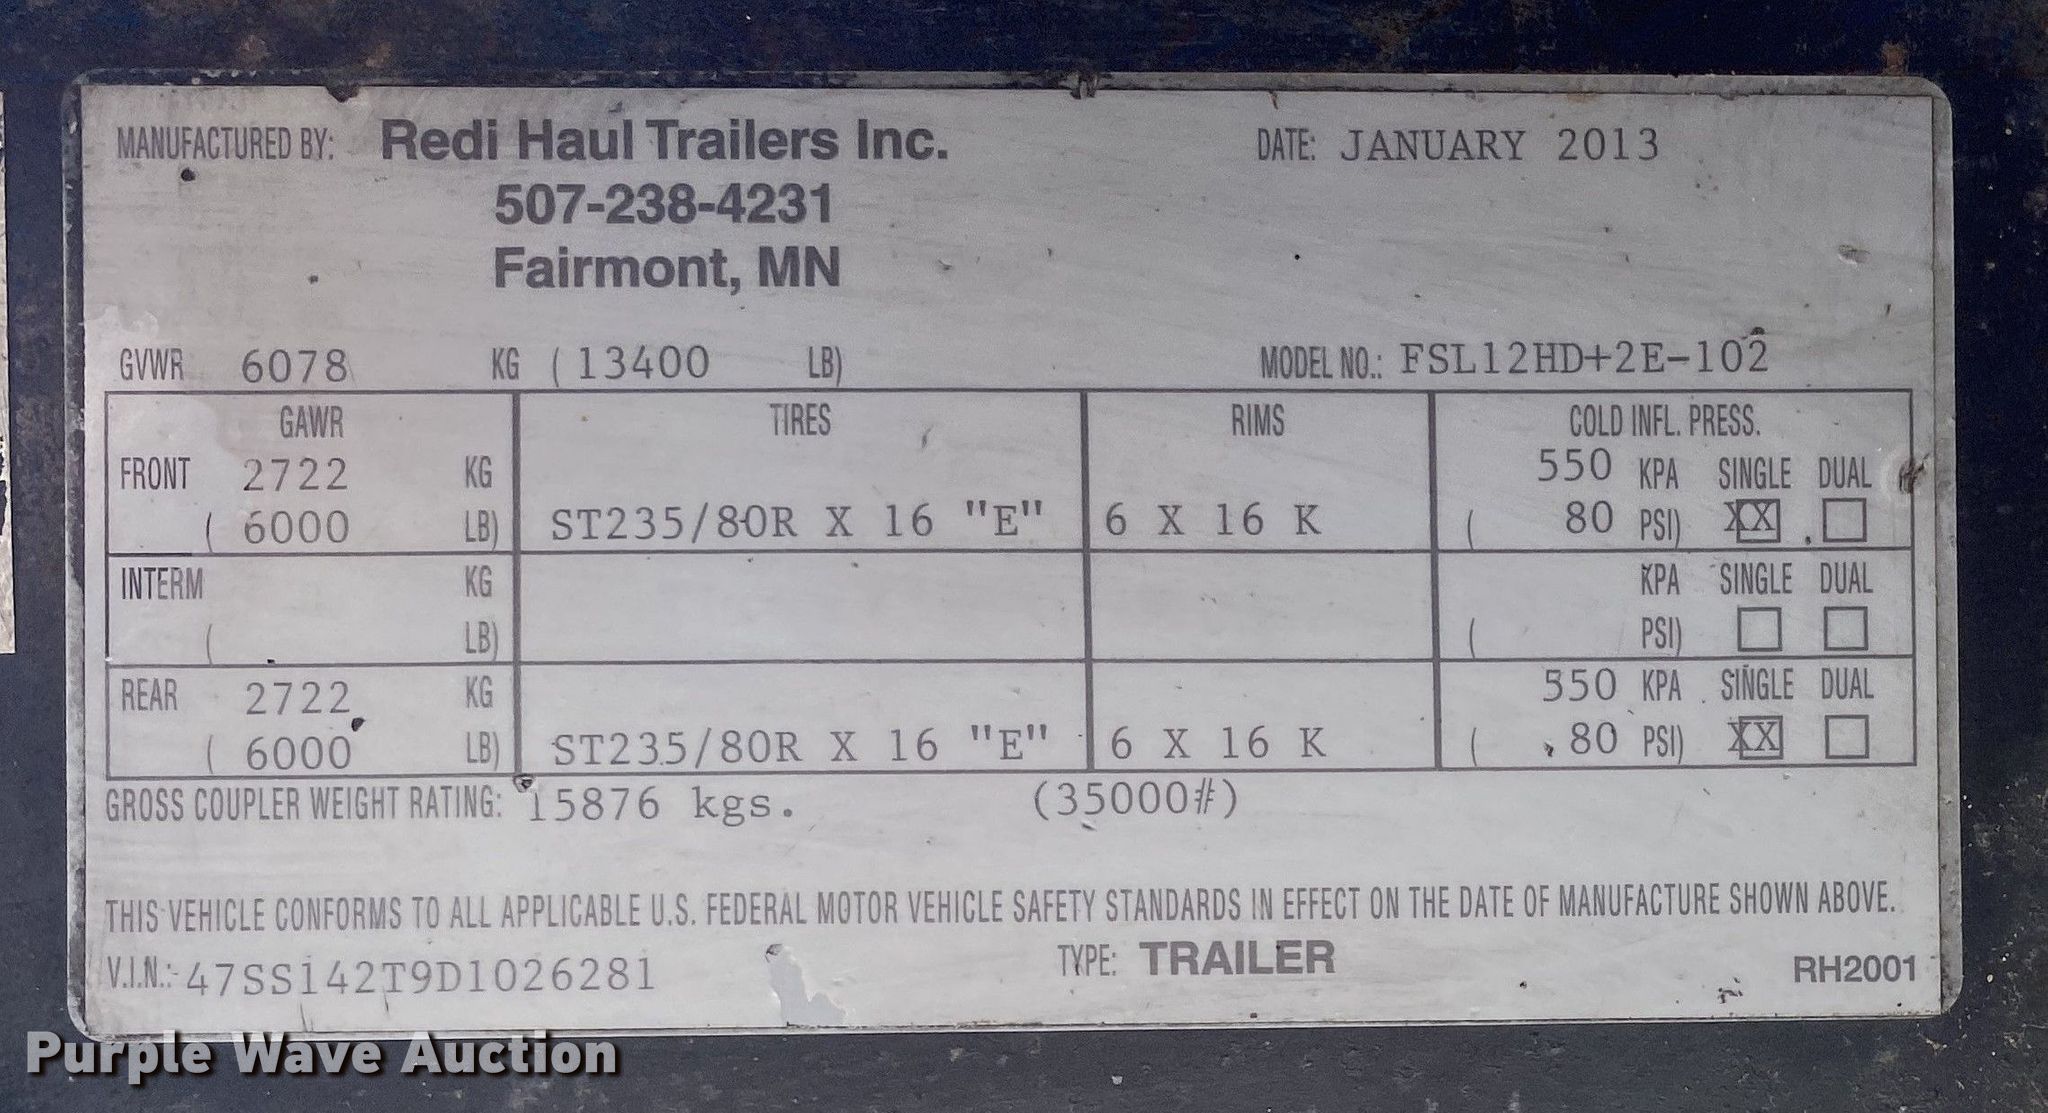 MANUFACTURED BY: Redi Haul Trailers Inc. DATE: JANUARY 2013
507-238-4231
Fairmont, MN
GVWR 6078 KG (13400 LB) MODEL NO.: FSL12HD+2E-102
GAWR TIRES RIMS COLD INFL. PRESS.
FRONT 2722 KG 550 KPA SINGLE DUAL
( 6000 LB) ST235/80R X 16 "E" 6 X 16 K ( 80 PSI) XX
INTERM KG KPA SINGLE DUAL
( LB) ( PSI)
REAR 2722 KG 550 KPA SINGLE DUAL
( 6000 LB) ST235/80R X 16 "E" 6 X 16 K ( 80 PSI) XX
GROSS COUPLER WEIGHT RATING: 15876 kgs. (35000#)
THIS VEHICLE CONFORMS TO ALL APPLICABLE U.S. FEDERAL MOTOR VEHICLE SAFETY STANDARDS IN EFFECT ON THE DATE OF MANUFACTURE SHOWN ABOVE.
V.I.N.: 47SS142T9D1026281 TYPE: TRAILER RH2001
Purple Wave Auction